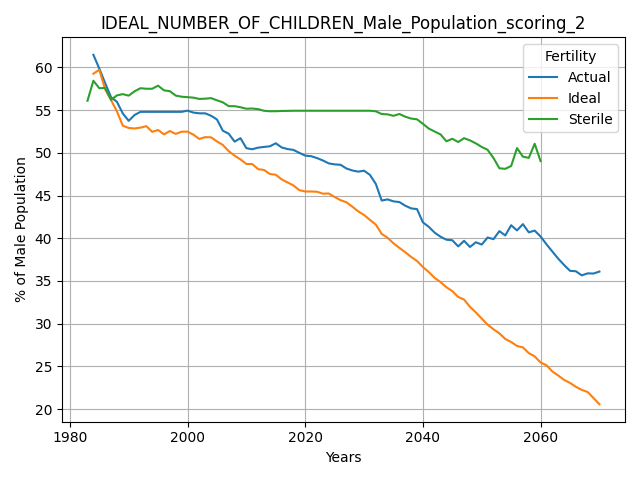 IDEAL_NUMBER_OF_CHILDREN_Male_Population_scoring_2
Fertility
Actual
Ideal
Sterile
% of Male Population
60
55
50
45
40
35
30
25
20
1980
2000
2020
2040
2060
Years